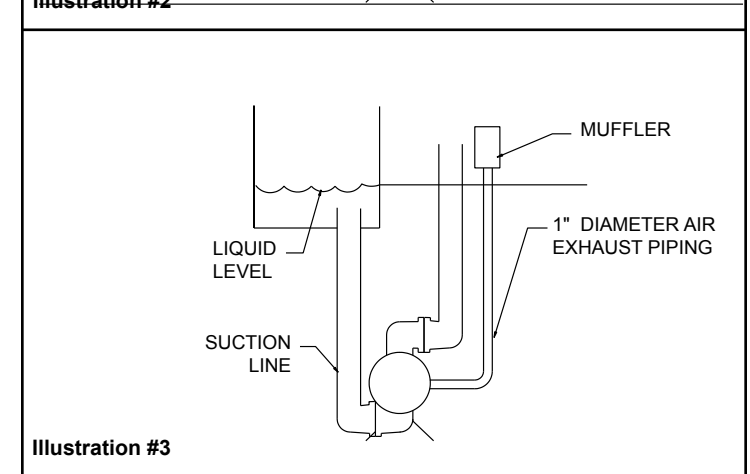 Illustration #2
MUFFLER
1" DIAMETER AIR
EXHAUST PIPING
LIQUID
LEVEL
SUCTION
LINE
Illustration #3